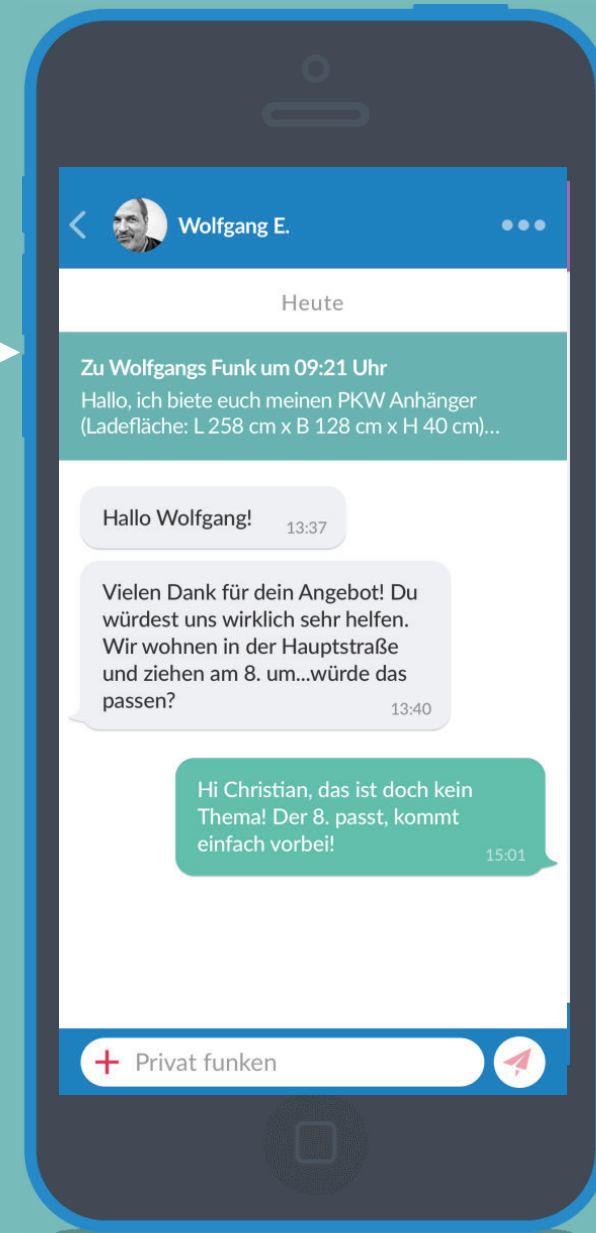 Wolfgang E.
Heute
Zu Wolfgangs Funk um 09:21 Uhr
Hallo, ich biete euch meinen PKW Anhänger
(Ladefläche: L 258 cm x B 128 cm x H 40 cm)...
Hallo Wolfgang!
13:37
Vielen Dank für dein Angebot! Du
würdest uns wirklich sehr helfen.
Wir wohnen in der Hauptstraße
und ziehen am 8. um...würde das
passen?
13:40
Hi Christian, das ist doch kein
Thema! Der 8. passt, kommt
einfach vorbei!
15:01
Privat funken